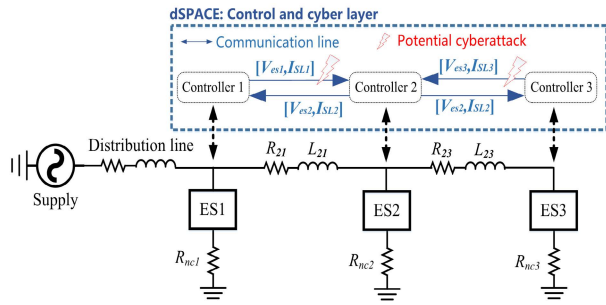 dSPACE: Control and cyber layer
Communication line
Potential cyberattack
[Ves1,ISL1]
[Ves3,ISL3]
Controller 1
Controller 2
Controller 3
[Ves2,ISL2]
[Ves2,ISL2]
Distribution line
R21
L21
R23
L23
Supply
ES1
ES2
ES3
Rnc1
Rnc2
Rnc3